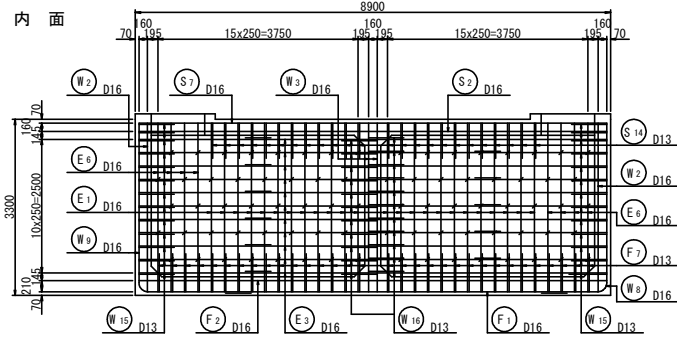 内 面
8900
160
160
160
70
195
15x250=3750
195
195
15x250=3750
195
70
W2 D16
S7 D16
W3 D16
S2 D16
70
160
145
10x250=2500
3300
145
210
70
E6 D16
E1 D16
W9 D16
S14 D13
W2 D16
E6 D16
F7 D13
W8 D16
W15 D13
F2 D16
E3 D16
W16 D13
F1 D16
W15 D13